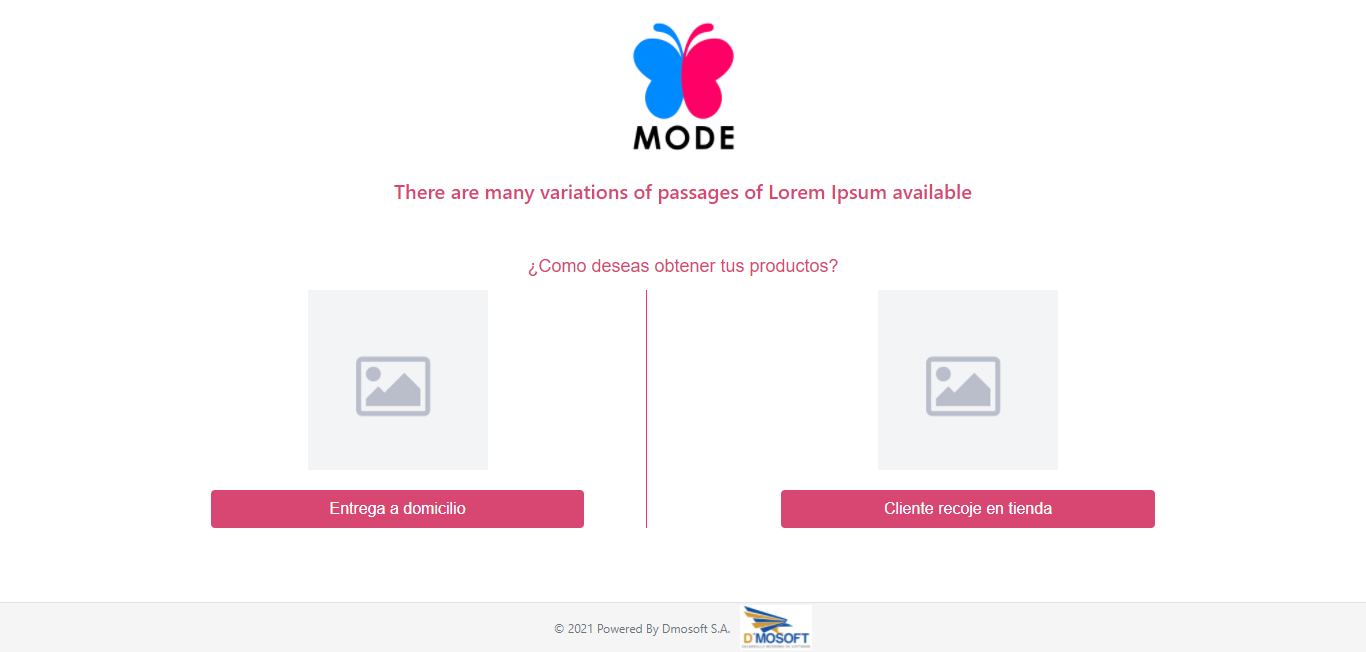 MODE
There are many variations of passages of Lorem Ipsum available
¿Como deseas obtener tus productos?
Entrega a domicilio
Cliente recoje en tienda
© 2021 Powered By Dmosoft S.A.
D'MOSOFT